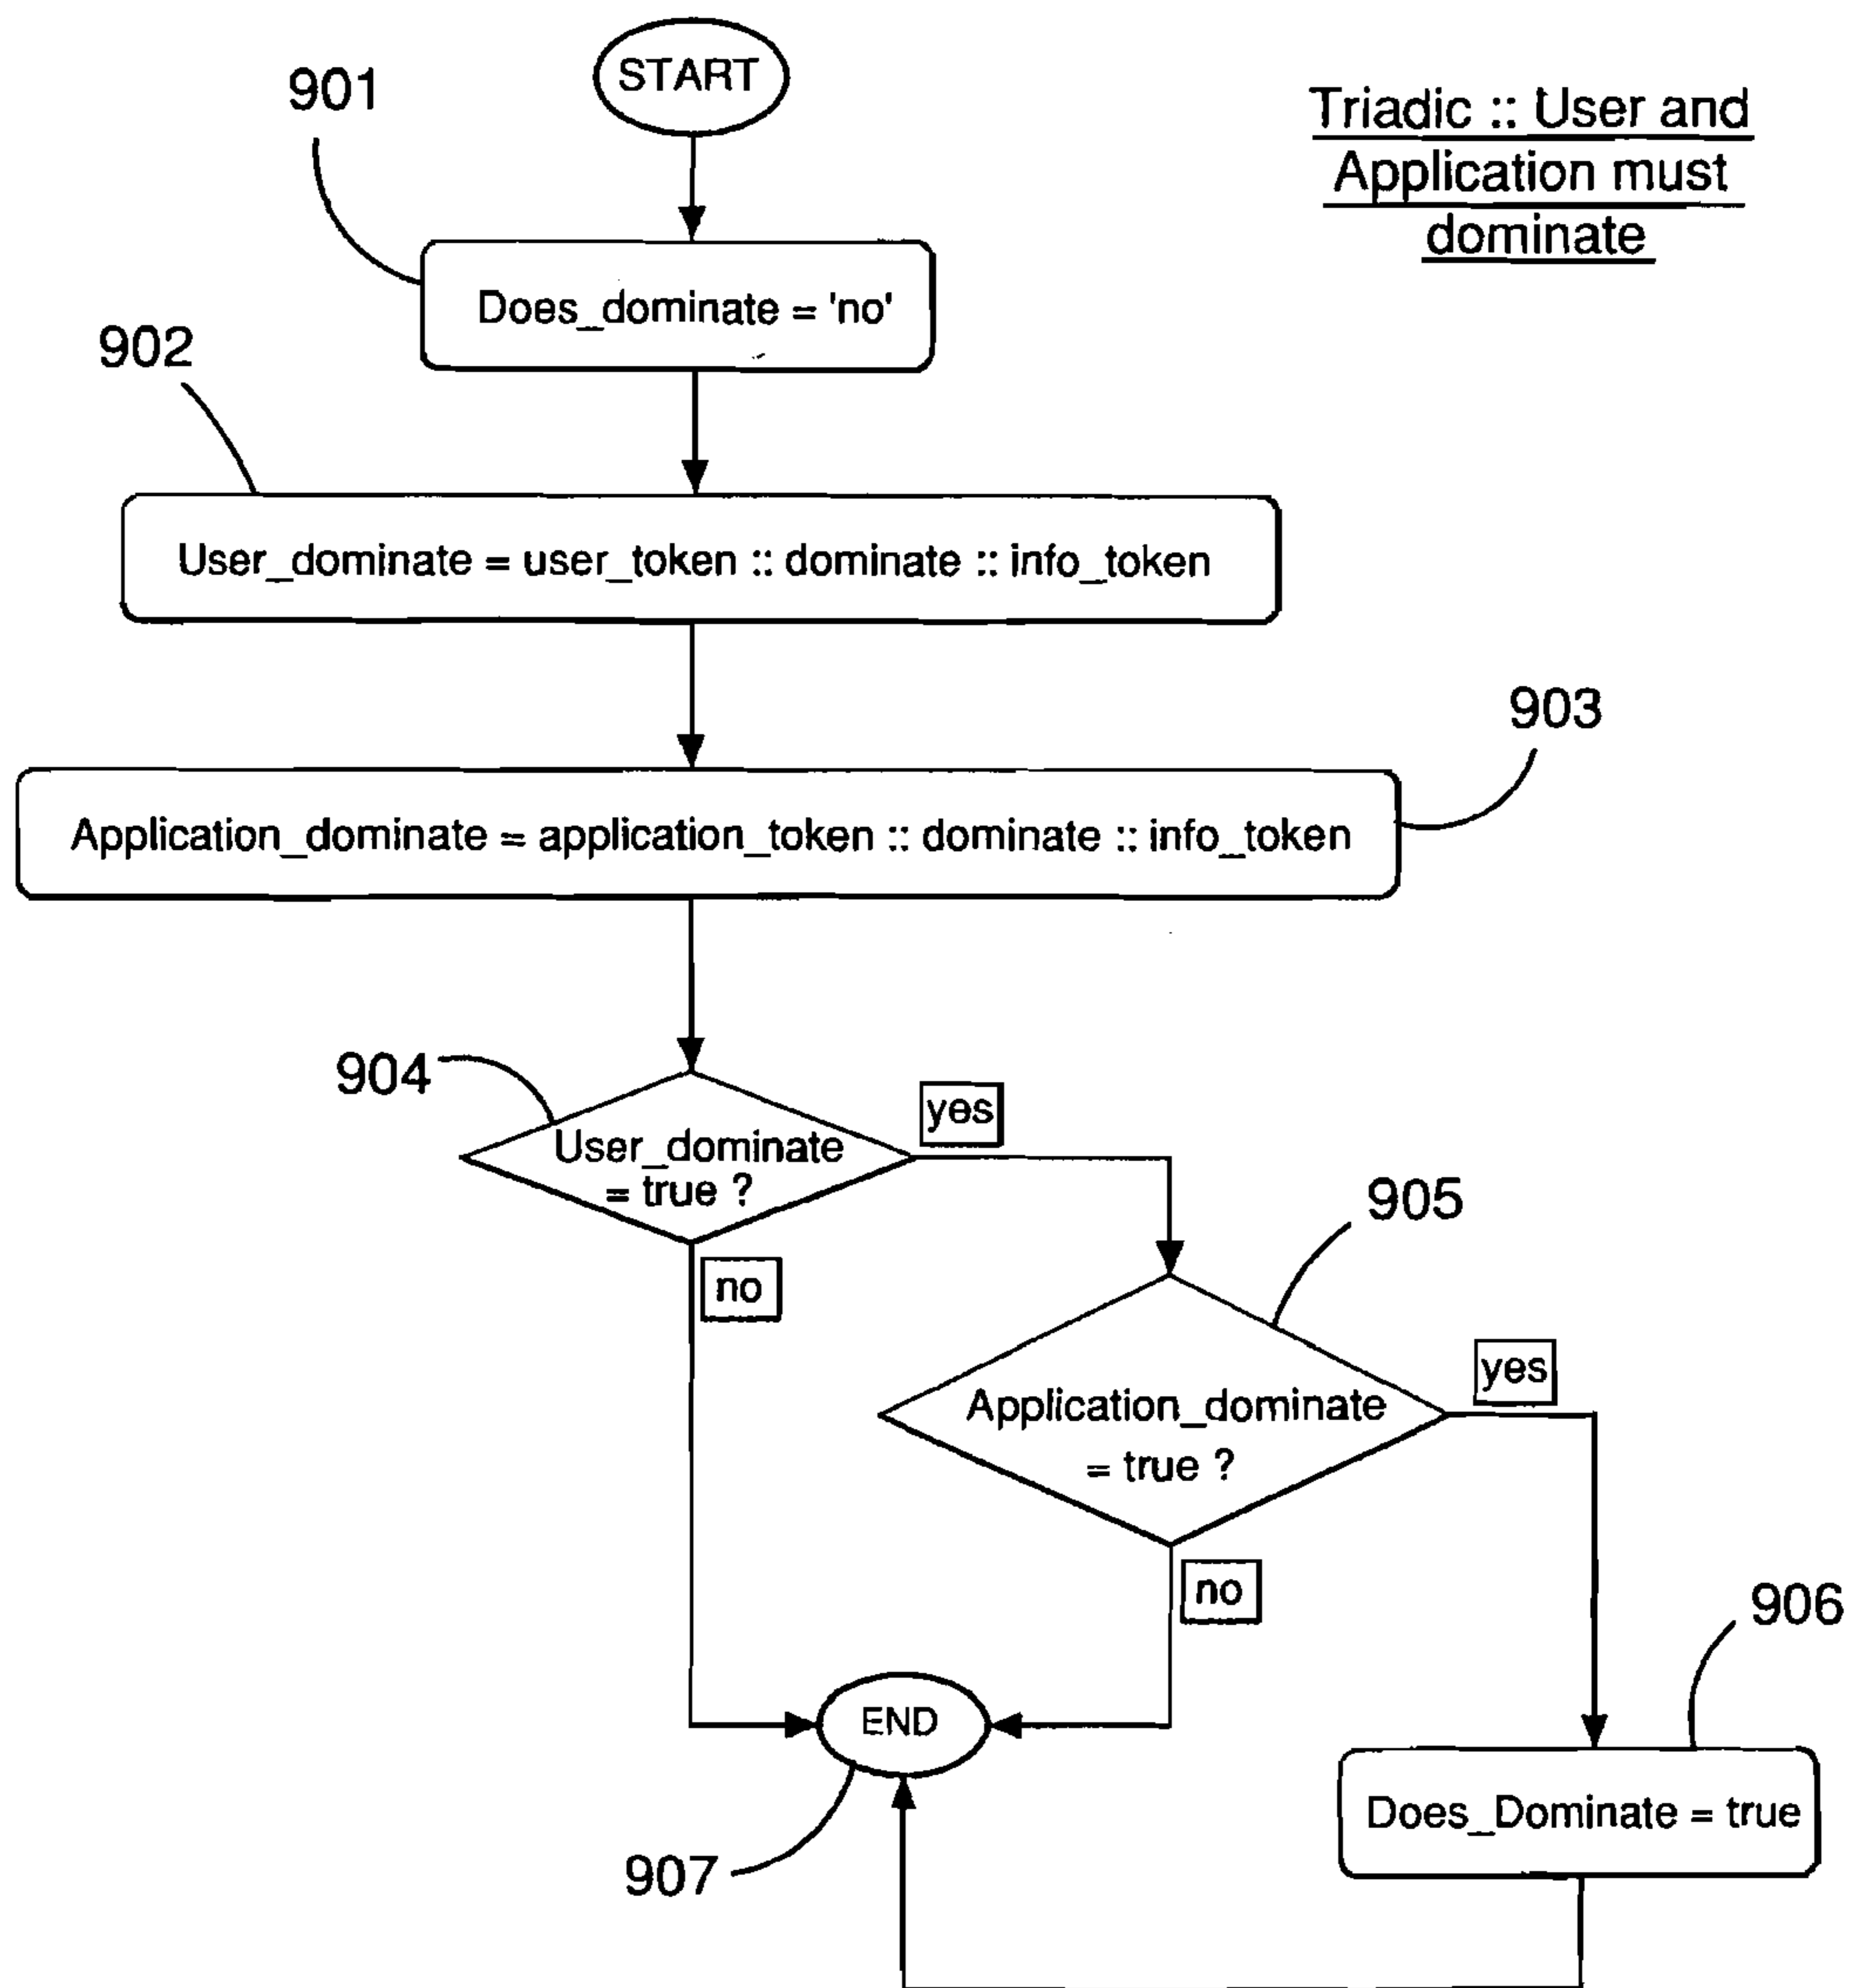 START
901
Triadic :: User and
Application must
dominate
Does_dominate = 'no'
902
User_dominate = user_token :: dominate :: info_token
903
Application_dominate = application_token :: dominate :: info_token
904
User_dominate
= true ?
yes
no
905
Application_dominate
= true ?
yes
no
906
END
Does_Dominate = true
907